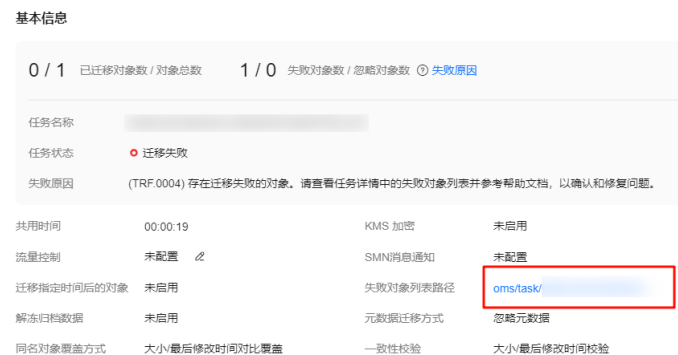 基本信息
0 / 1 已迁移对象数 / 对象总数 1 / 0 失败对象数 / 忽略对象数 ? 失败原因
任务名称
任务状态 迁移失败
失败原因 (TRF.0004) 存在迁移失败的对象。请查看任务详情中的失败对象列表并参考帮助文档，以确认和修复问题。
共用时间 00:00:19 KMS 加密 未启用
流量控制 未配置 SMN消息通知 未配置
迁移指定时间后的对象 未启用 失败对象列表路径 oms/task/
解冻归档数据 未启用 元数据迁移方式 忽略元数据
同名对象覆盖方式 大小/最后修改时间对比覆盖 一致性校验 大小/最后修改时间校验